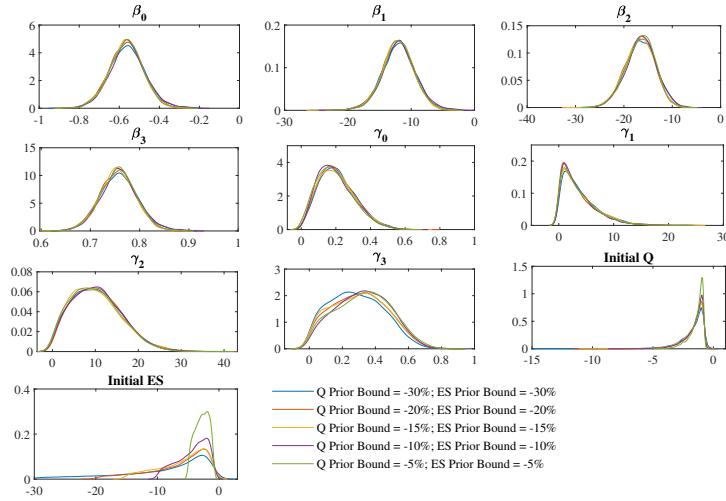 β0
β1
β2
6
4
2
0
-1 -0.8 -0.6 -0.4 -0.2 0
0.2
0.1
0
-30 -20 -10 0
0.15
0.1
0.05
0
-40 -30 -20 -10 0
β3
γ0
γ1
15
10
5
0
0.6 0.7 0.8 0.9 1
4
2
0
0 0.2 0.4 0.6 0.8 1
0.2
0.1
0
0 10 20 30
γ2
γ3
Initial Q
0.08
0.06
0.04
0.02
0
0 10 20 30 40
3
2
1
0
0 0.2 0.4 0.6 0.8 1
1.5
1
0.5
0
-15 -10 -5 0
Initial ES
0.4
0.2
0
-30 -20 -10 0
Q Prior Bound = -30%; ES Prior Bound = -30%
Q Prior Bound = -20%; ES Prior Bound = -20%
Q Prior Bound = -15%; ES Prior Bound = -15%
Q Prior Bound = -10%; ES Prior Bound = -10%
Q Prior Bound = -5%; ES Prior Bound = -5%